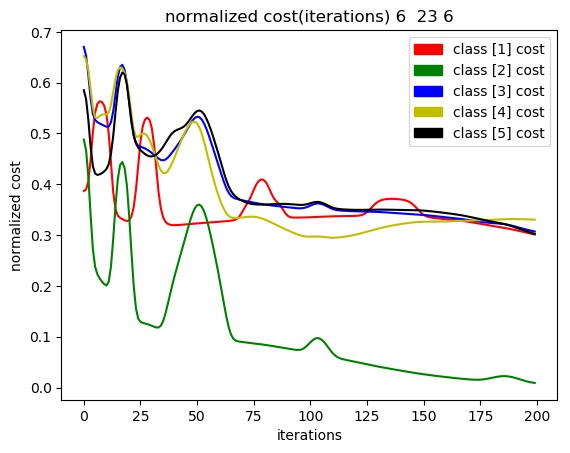 normalized cost(iterations) 6  23 6
0.7
0.6
0.5
0.4
0.3
0.2
0.1
0.0
normalized cost
class [1] cost
class [2] cost
class [3] cost
class [4] cost
class [5] cost
0 25 50 75 100 125 150 175 200
iterations